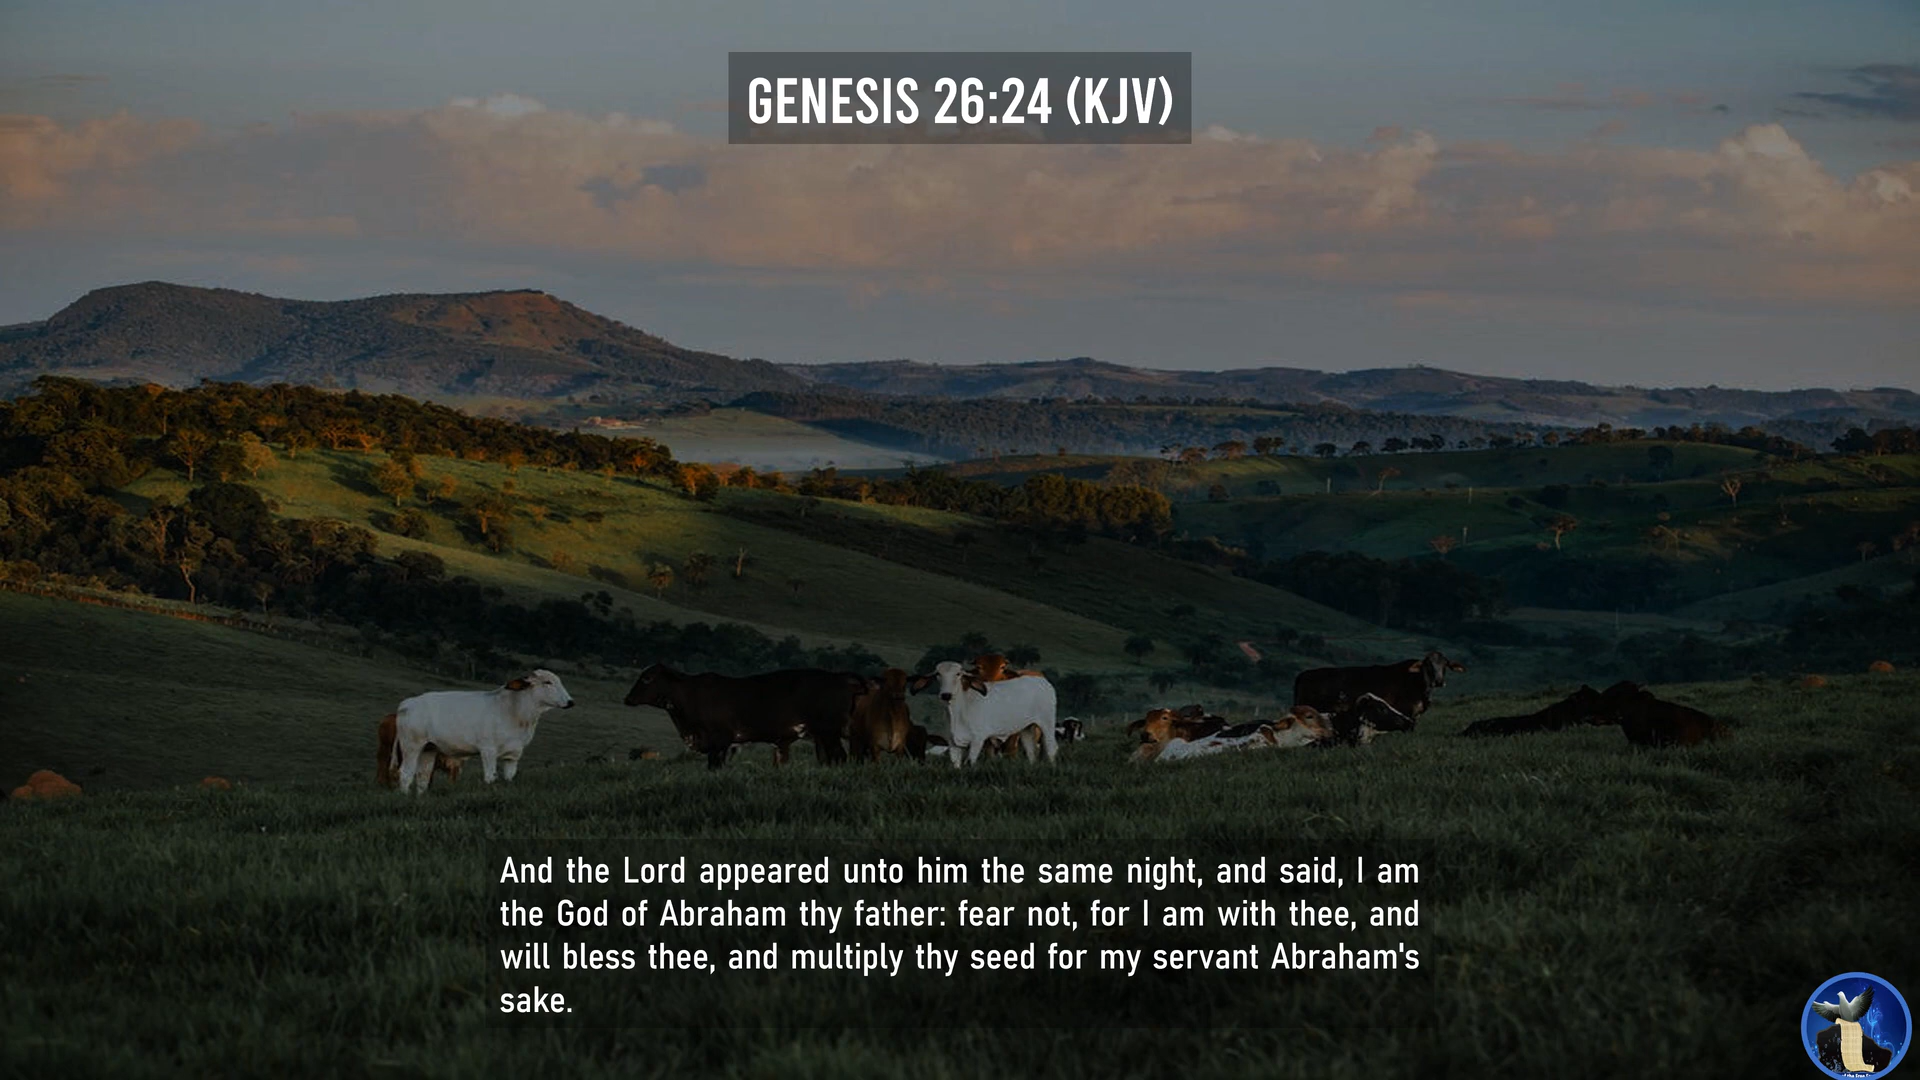 GENESIS 26:24 (KJV)
And the Lord appeared unto him the same night, and said, I am
the God of Abraham thy father: fear not, for I am with thee, and
will bless thee, and multiply thy seed for my servant Abraham's
sake.